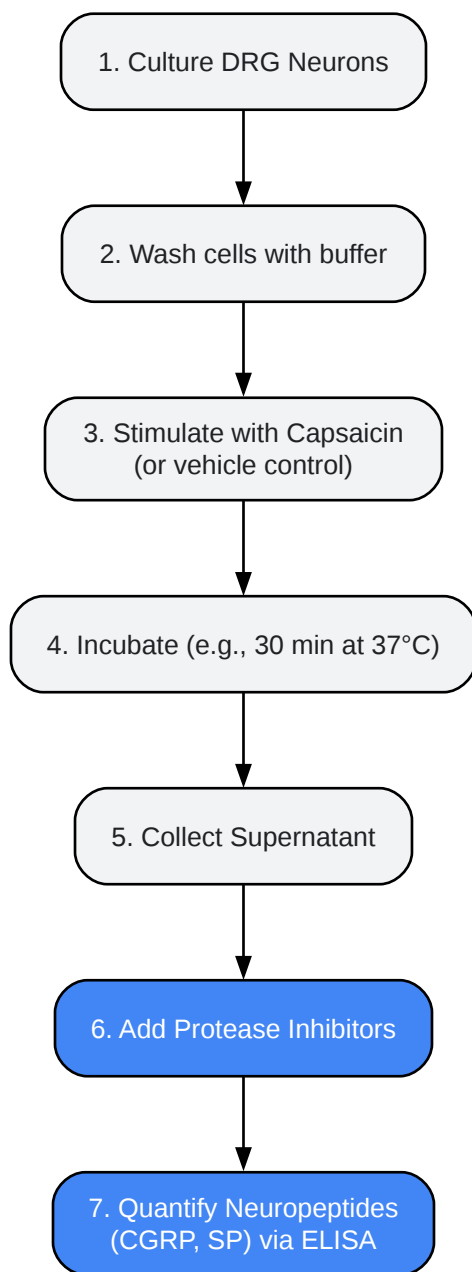 1. Culture DRG Neurons
2. Wash cells with buffer
3. Stimulate with Capsaicin
(or vehicle control)
4. Incubate (e.g., 30 min at 37°C)
5. Collect Supernatant
6. Add Protease Inhibitors
7. Quantify Neuropeptides
(CGRP, SP) via ELISA